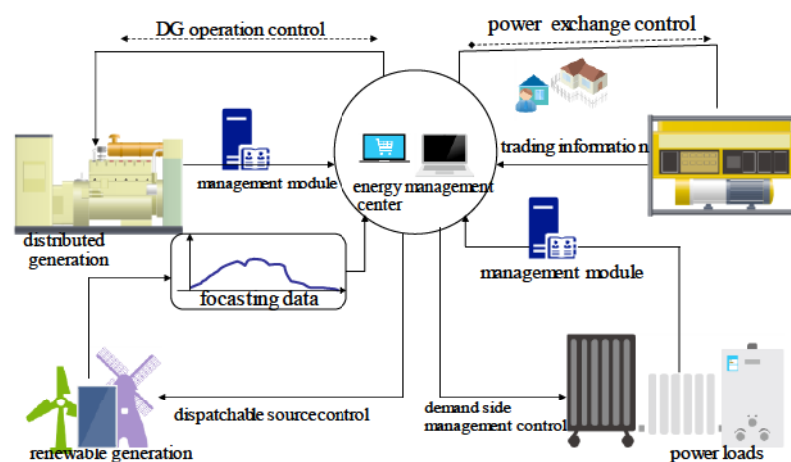 DG operation control
power exchange control
trading information
management module
energy management
center
distributed
generation
management module
focasting data
dispatchable source control
demand side
management control
renewable generation
power loads